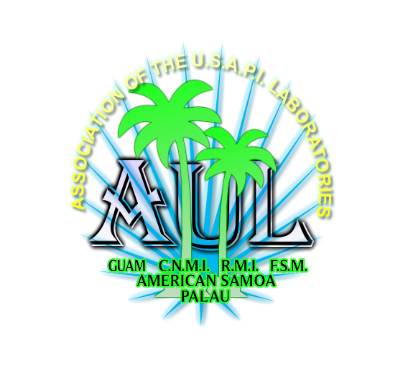 ASSOCIATION OF THE U.S.A.P.I. LABORATORIES
AUL
GUAM C.N.M.I. R.M.I. F.S.M.
AMERICAN SAMOA
PALAU